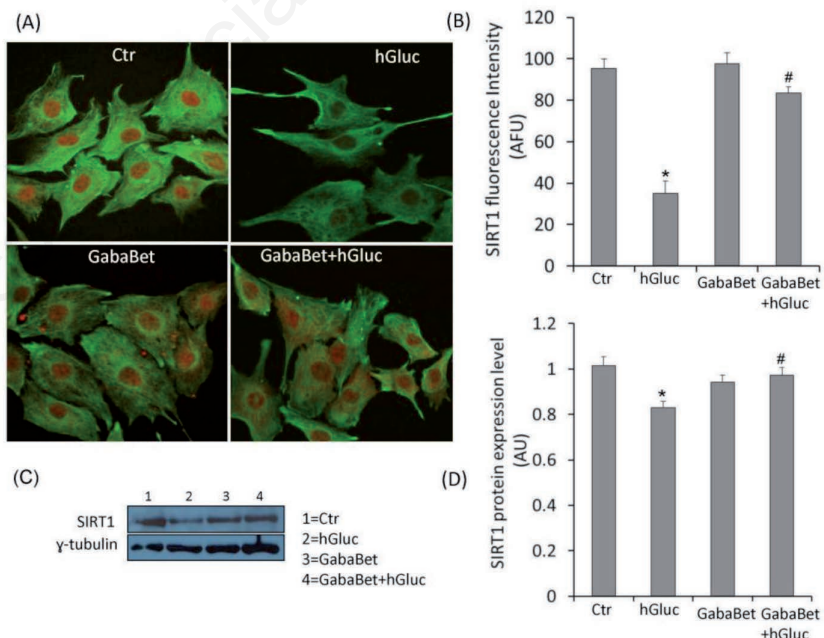 (A)
Ctr
hGluc
GabaBet
GabaBet+hGluc
(B)
SIRT1 fluorescence Intensity
(AFU)
120
100
80
60
40
20
0
*
#
Ctr
hGluc
GabaBet
GabaBet
+hGluc
(C)
1 2 3 4
SIRT1
γ-tubulin
1=Ctr
2=hGluc
3=GabaBet
4=GabaBet+hGluc
(D)
SIRT1 protein expression level
(AU)
1.2
1
0.8
0.6
0.4
0.2
0
*
#
Ctr
hGluc
GabaBet
GabaBet
+hGluc